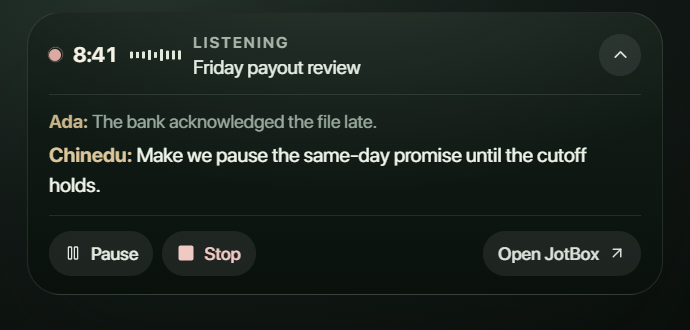 8:41
LISTENING
Friday payout review
Ada: The bank acknowledged the file late.
Chinedu: Make we pause the same-day promise until the cutoff
holds.
Pause
Stop
Open JotBox